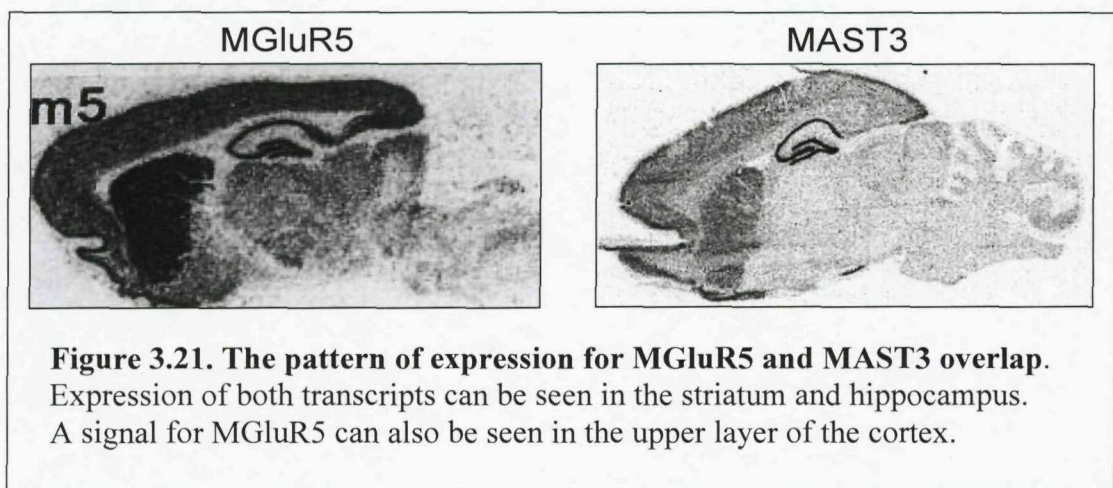 MGluR5
MAST3
m5
Figure 3.21. The pattern of expression for MGluR5 and MAST3 overlap.
Expression of both transcripts can be seen in the striatum and hippocampus.
A signal for MGluR5 can also be seen in the upper layer of the cortex.